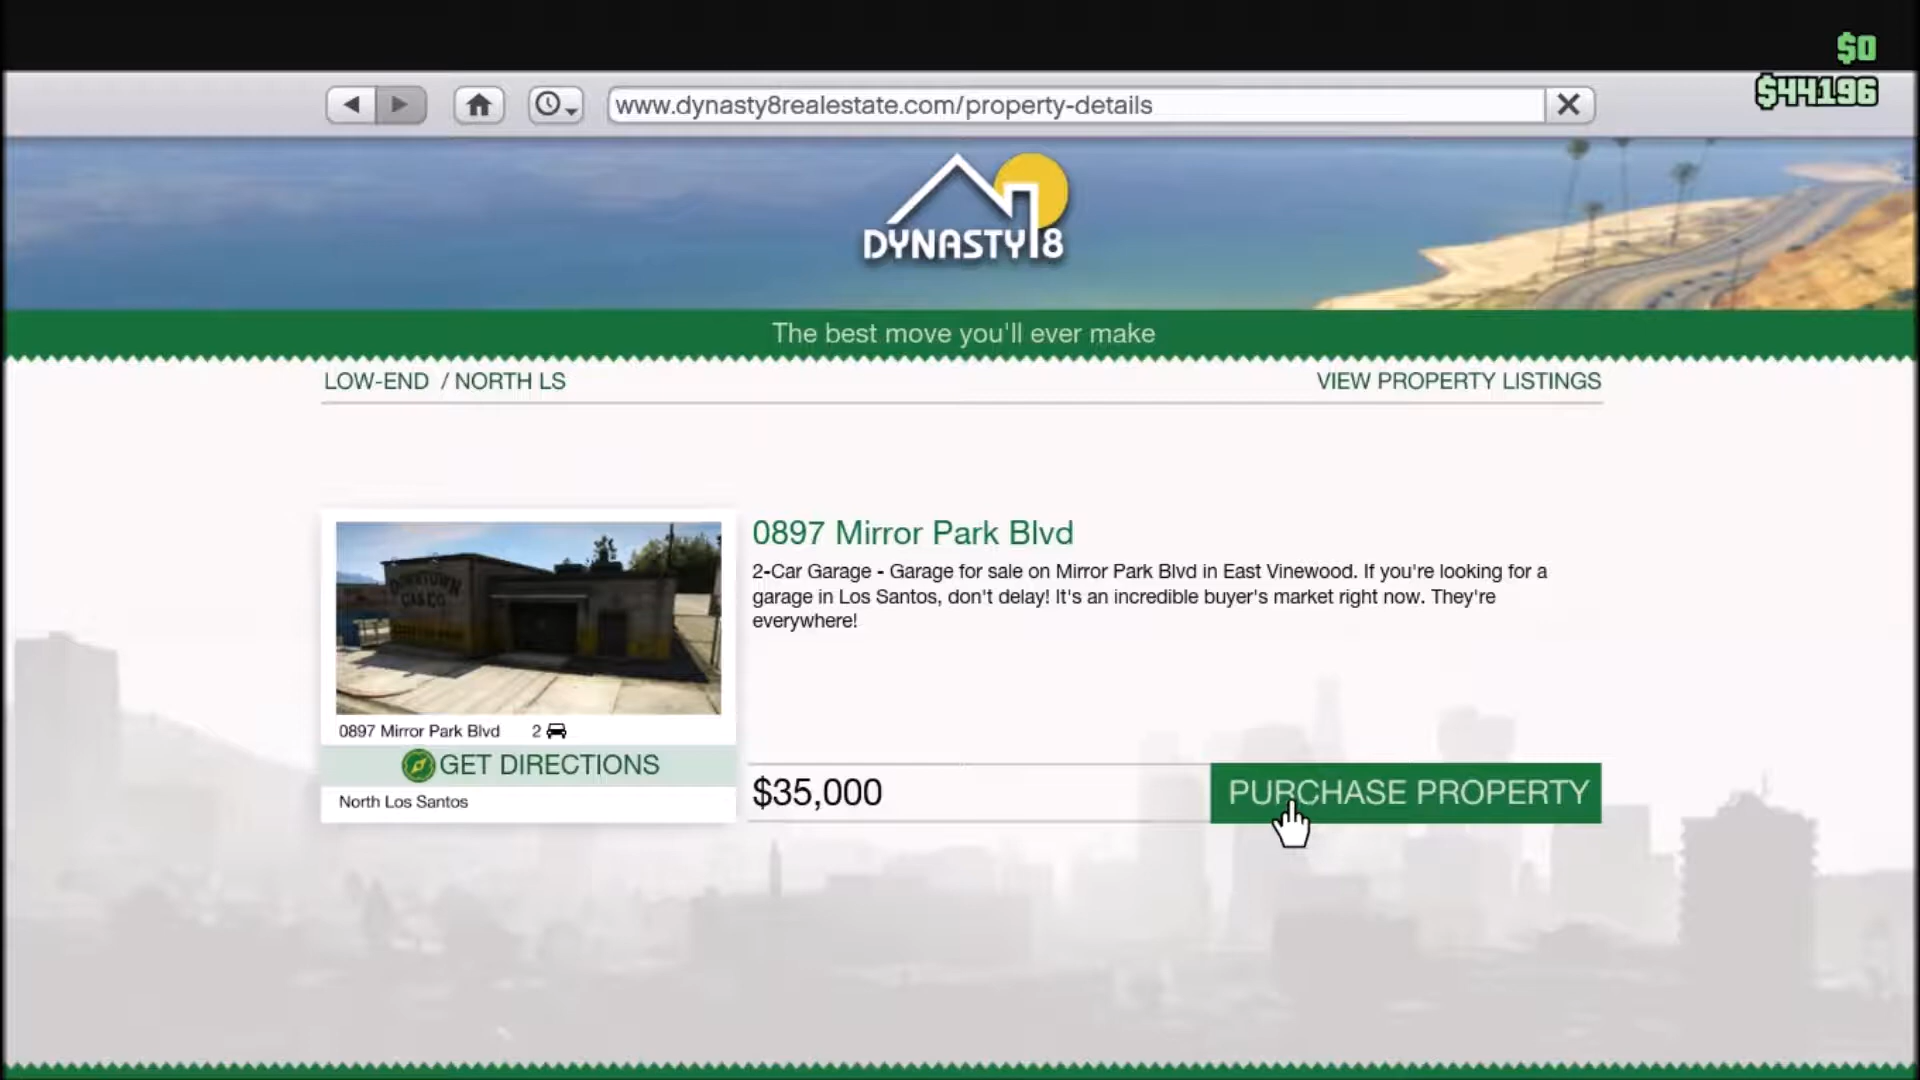 $0
$44196
www.dynasty8realestate.com/property-details
DYNASTY 8
The best move you'll ever make
LOW-END / NORTH LS
VIEW PROPERTY LISTINGS
0897 Mirror Park Blvd
2-Car Garage - Garage for sale on Mirror Park Blvd in East Vinewood. If you're looking for a
garage in Los Santos, don't delay! It's an incredible buyer's market right now. They're
everywhere!
DOWNTOWN
CAB CO.
0897 Mirror Park Blvd 2
GET DIRECTIONS
North Los Santos
$35,000
PURCHASE PROPERTY